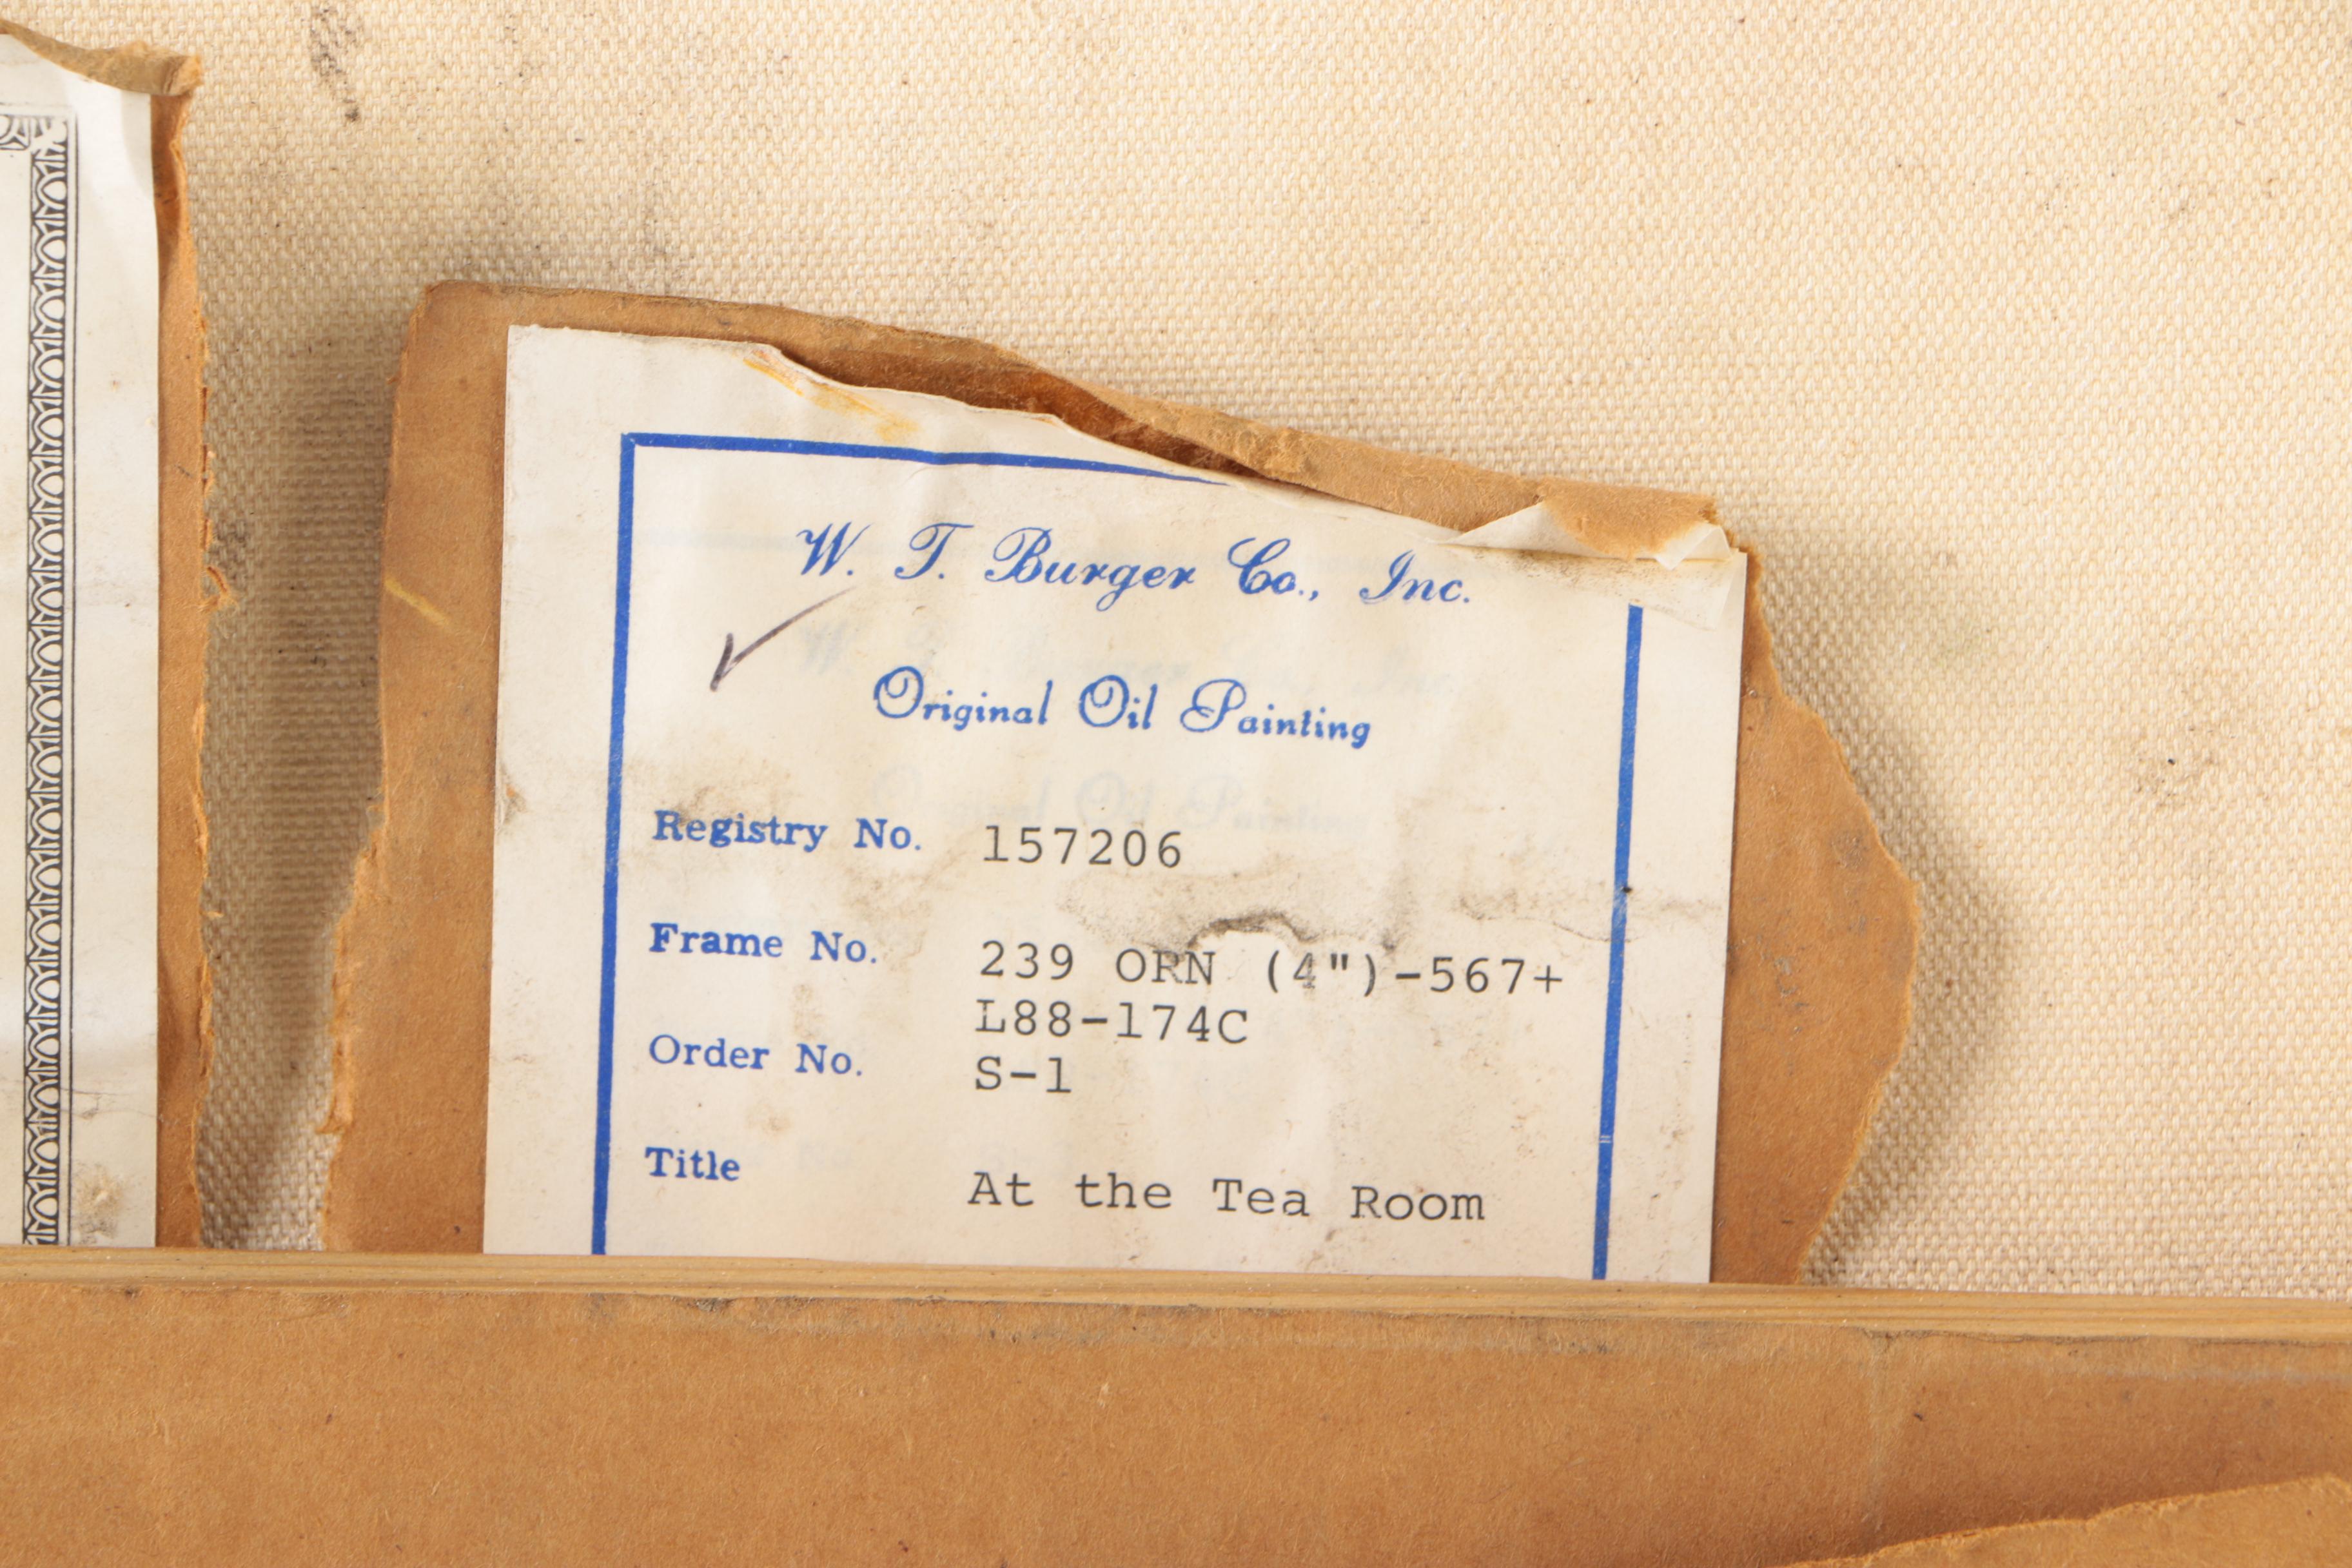 W. T. Burger Co., Inc.
Original Oil Painting
Registry No. 157206
Frame No. 239 ORN (4")-567+
L88-174C
Order No. S-1
Title At the Tea Room